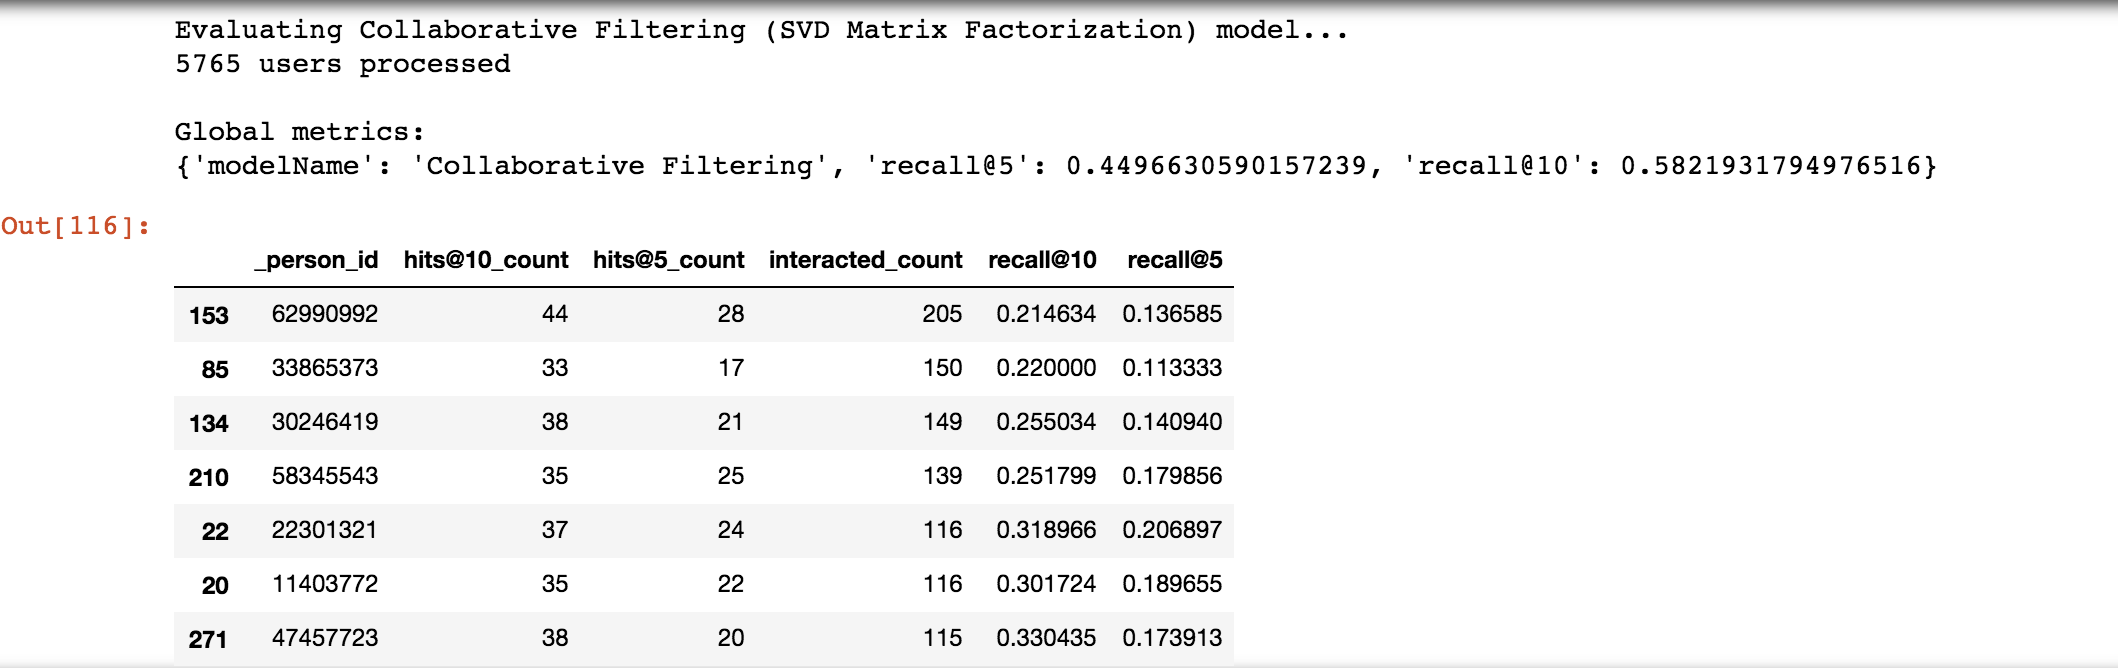 Evaluating Collaborative Filtering (SVD Matrix Factorization) model...
5765 users processed
Global metrics:
{'modelName': 'Collaborative Filtering', 'recall@5': 0.4496630590157239, 'recall@10': 0.5821931794976516}
Out[116]:
_person_id hits@10_count hits@5_count interacted_count recall@10 recall@5
153 62990992 44 28 205 0.214634 0.136585
85 33865373 33 17 150 0.220000 0.113333
134 30246419 38 21 149 0.255034 0.140940
210 58345543 35 25 139 0.251799 0.179856
22 22301321 37 24 116 0.318966 0.206897
20 11403772 35 22 116 0.301724 0.189655
271 47457723 38 20 115 0.330435 0.173913